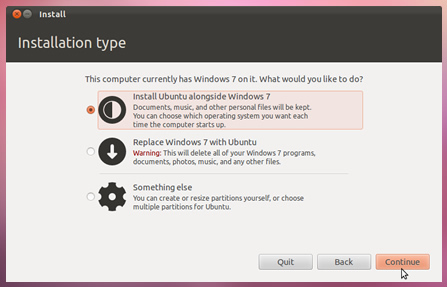 Install
Installation type
This computer currently has Windows 7 on it. What would you like to do?
Install Ubuntu alongside Windows 7
Documents, music, and other personal files will be kept.
You can choose which operating system you want each
time the computer starts up.
Replace Windows 7 with Ubuntu
Warning: This will delete all of your Windows 7 programs,
documents, photos, music, and any other files.
Something else
You can create or resize partitions yourself, or choose
multiple partitions for Ubuntu.
Quit Back Continue